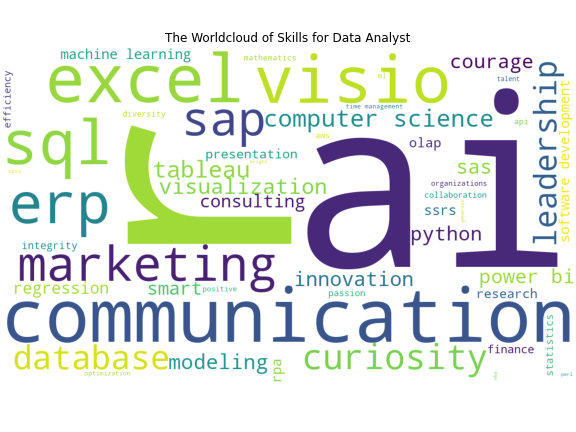 The Worldcloud of Skills for Data Analyst
machine learning
mathematics
courage
excel
visio
ml
talent
efficiency
leadership
time management
diversity
sap
computer science
api
software development
sql
r
ai
aws
olap
presentation
tableau
bright
sas
visualization
organizations
erp
consulting
collaboration
ssrs
python
integrity
marketing
innovation
power bi
regression
smart
positive
passion
research
communication
statistics
database
modeling
rpa
curiosity
finance
optimization
perl